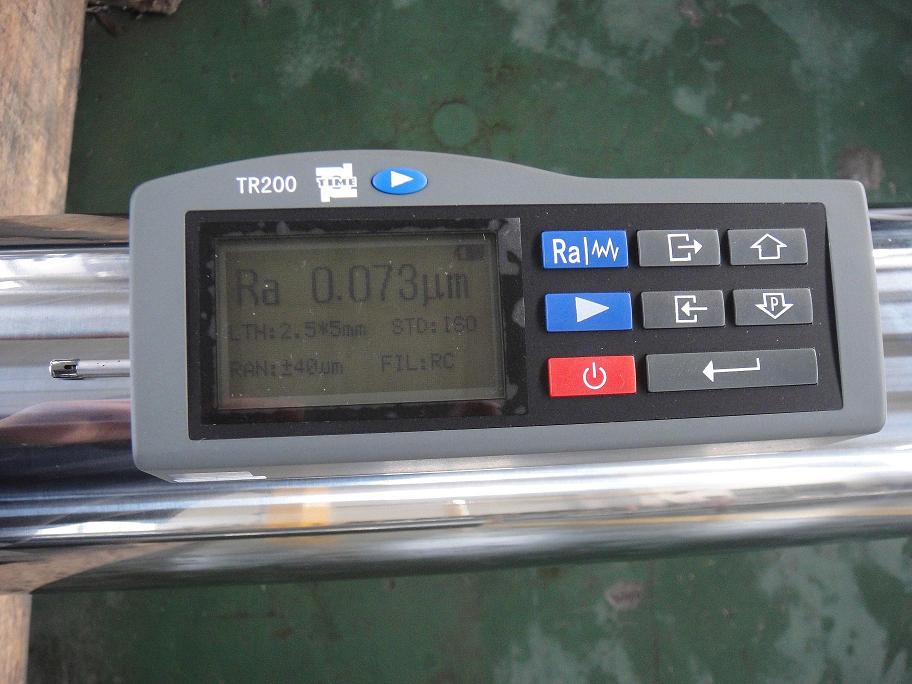 TR200 TIME
Ra 0.073μm
LTH:2.5*5mm STD:ISO
RAN:±40μm FIL:RC
Ra
P